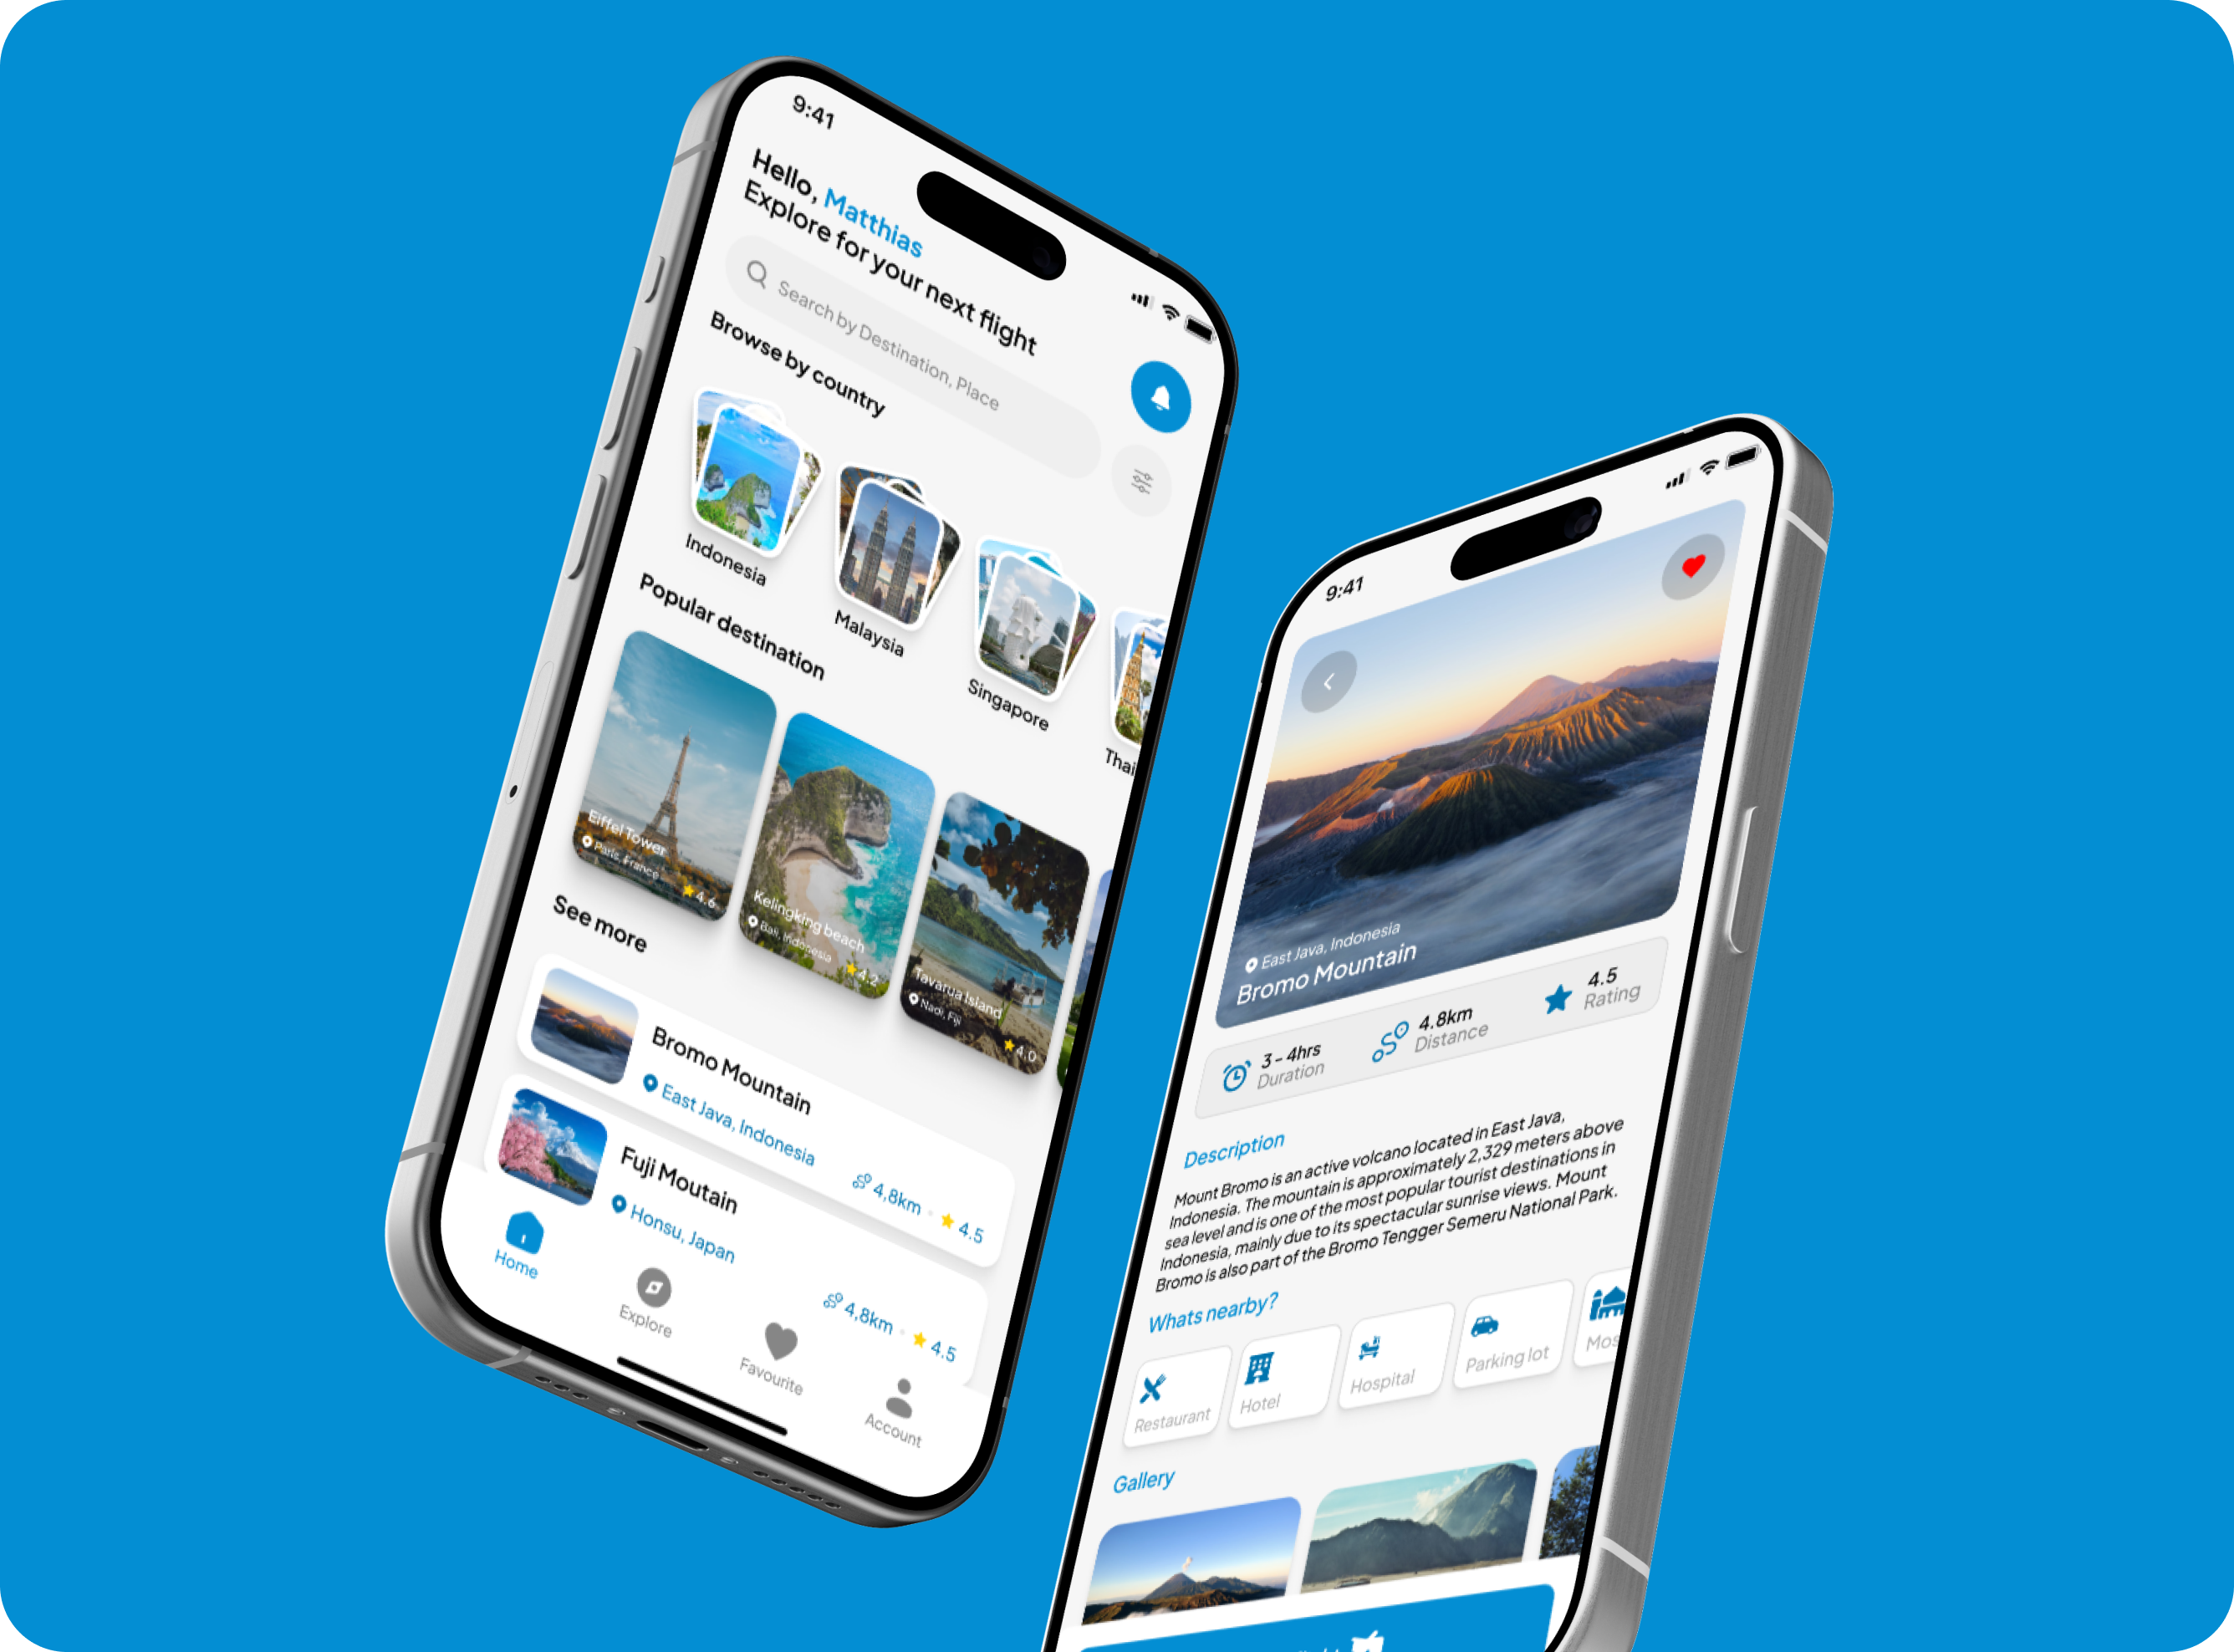 9:41
Hello, Matthias
Explore for your next flight
Search by Destination, Place
Browse by country
Indonesia
Malaysia
Singapore
Thai
Popular destination
Eiffel Tower
Paris, France
4.6
Kelingking beach
Bali, Indonesia
4.2
Tavarua Island
Nadi, Fiji
4.0
See more
Bromo Mountain
East Java, Indonesia
4,8km
4.5
Fuji Moutain
Honsu, Japan
4,8km
4.5
Home
Explore
Favourite
Account
9:41
East Java, Indonesia
Bromo Mountain
3 - 4hrs
Duration
4.8km
Distance
4.5
Rating
Description
Mount Bromo is an active volcano located in East Java,
Indonesia. The mountain is approximately 2,329 meters above
sea level and is one of the most popular tourist destinations in
Indonesia, mainly due to its spectacular sunrise views. Mount
Bromo is also part of the Bromo Tengger Semeru National Park.
Whats nearby?
Restaurant
Hotel
Hospital
Parking lot
Mos
Gallery